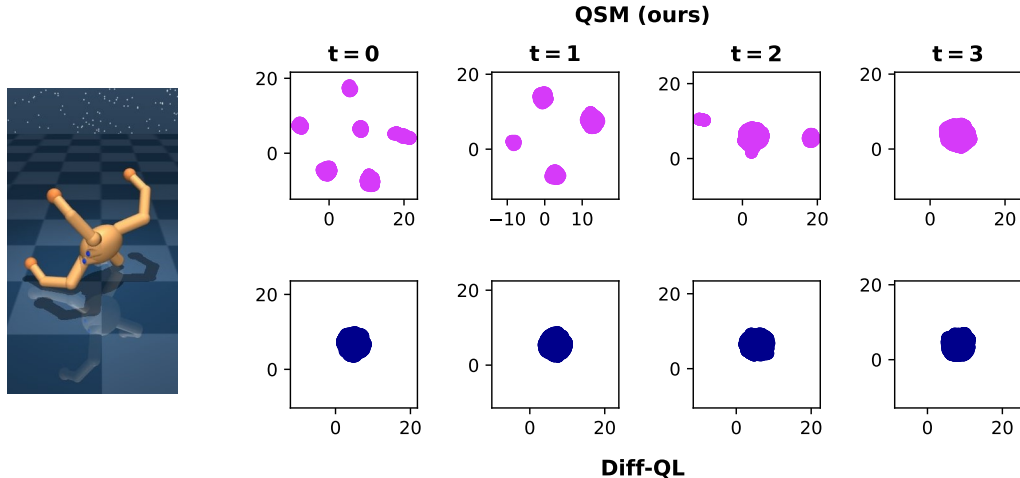 QSM (ours)
t = 0 t = 1 t = 2 t = 3
20 20 20 20
0 0 0 0
0 20 −10 0 10 0 20 0 20
20 20 20 20
0 0 0 0
0 20 0 20 0 20 0 20
Diff-QL